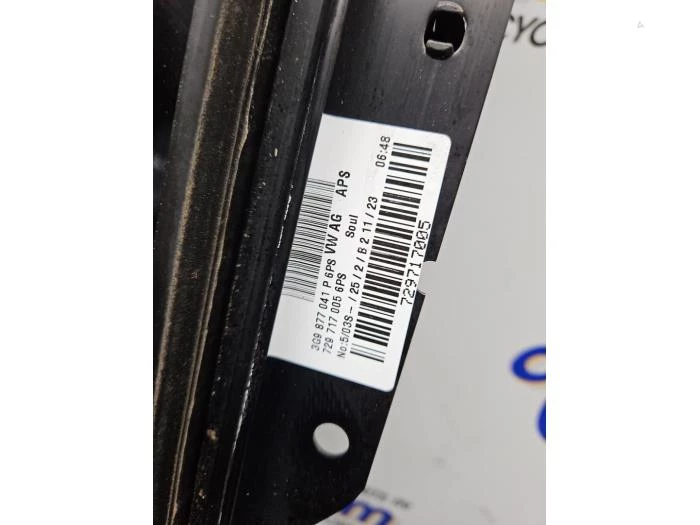 3G9 877 041 P 6PS VW AG APS
729 717 005 6PS Soul
No:5/03S-/25/2/B 2 11/23 06:48
729717005
CYC